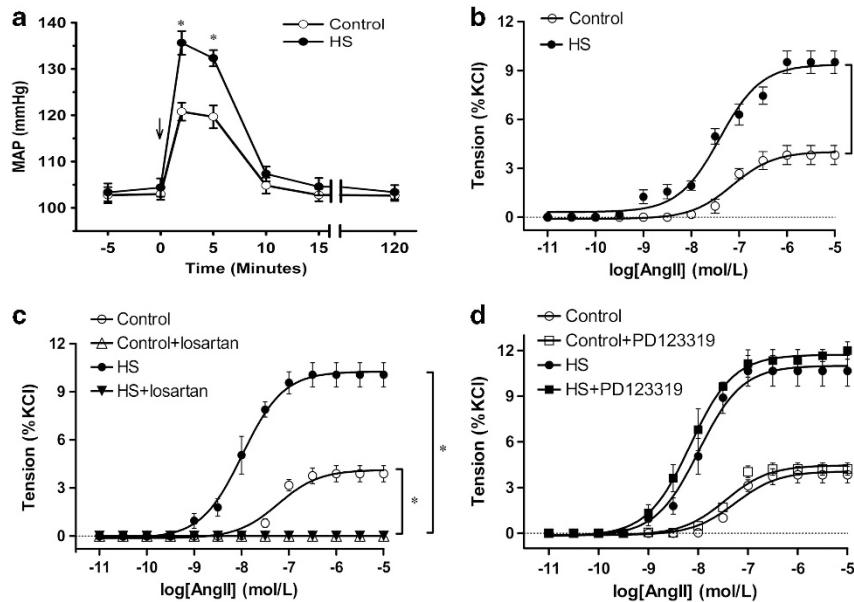 a
Control
HS
140
130
120
110
100
MAP (mmHg)
* *
-5 0 5 10 15 120
Time (Minutes)
b
Control
HS
12
9
6
3
0
Tension (%KCl)
-11 -10 -9 -8 -7 -6 -5
log[AngII] (mol/L)
c
Control
Control+losartan
HS
HS+losartan
12
9
6
3
0
Tension (%KCl)
*
*
-11 -10 -9 -8 -7 -6 -5
log[AngII] (mol/L)
d
Control
Control+PD123319
HS
HS+PD123319
12
9
6
3
0
Tension (%KCl)
-11 -10 -9 -8 -7 -6 -5
log[AngII] (mol/L)